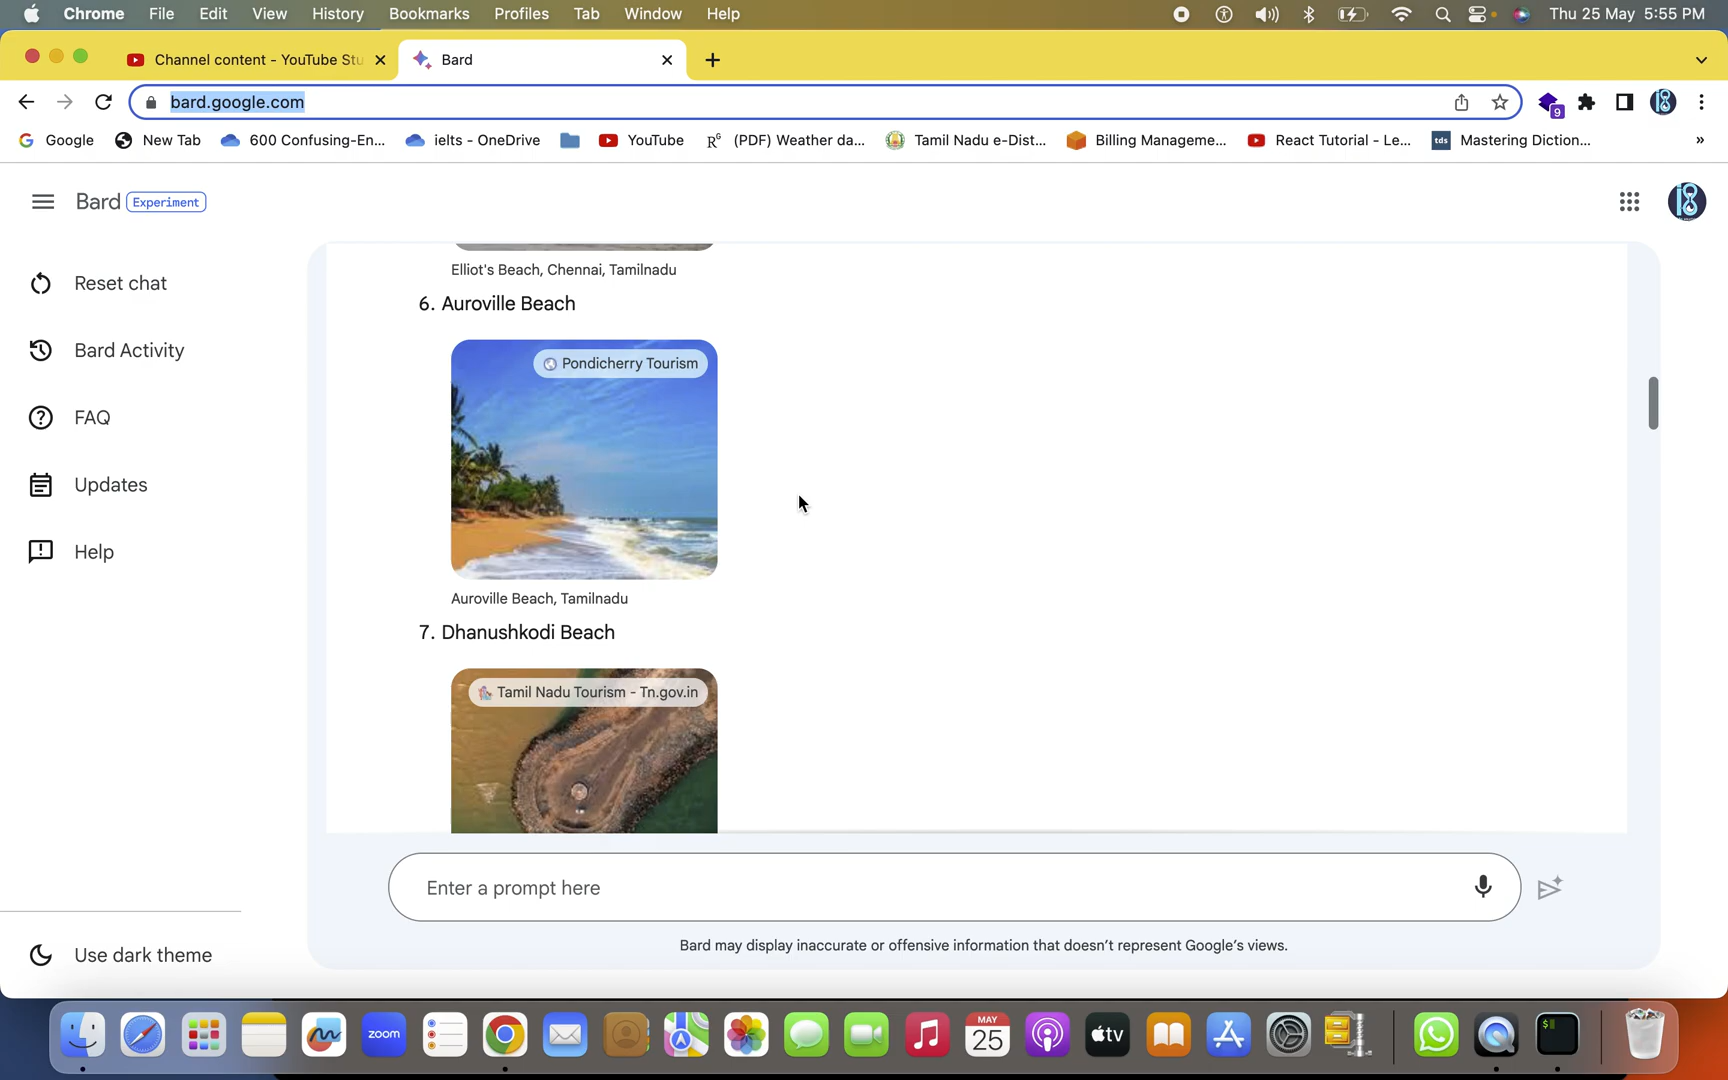 Chrome File Edit View History Bookmarks Profiles Tab Window Help Thu 25 May 5:55 PM
Channel content - YouTube Stu Bard
bard.google.com 9
Google New Tab 600 Confusing-En... ielts - OneDrive YouTube R^G (PDF) Weather da... Tamil Nadu e-Dist... Billing Manageme... React Tutorial - Le... tds Mastering Diction... »
Bard Experiment
Reset chat
Bard Activity
FAQ
Updates
Help
Use dark theme
Elliot's Beach, Chennai, Tamilnadu
6. Auroville Beach
Pondicherry Tourism
Auroville Beach, Tamilnadu
7. Dhanushkodi Beach
Tamil Nadu Tourism - Tn.gov.in
Enter a prompt here
Bard may display inaccurate or offensive information that doesn't represent Google's views.
zoom MAY 25 tv